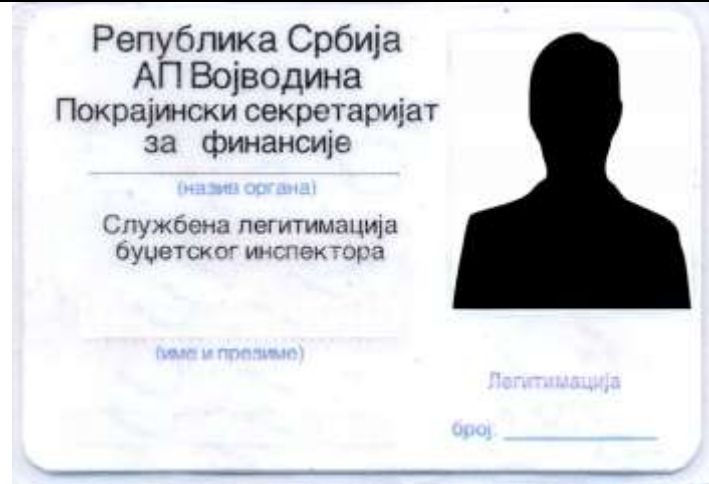 Република Србија
АП Војводина
Покрајински секретаријат
за финансије
(назив органа)
Службена легитимација
буџетског инспектора
(име и презиме)
Легитимација
број: